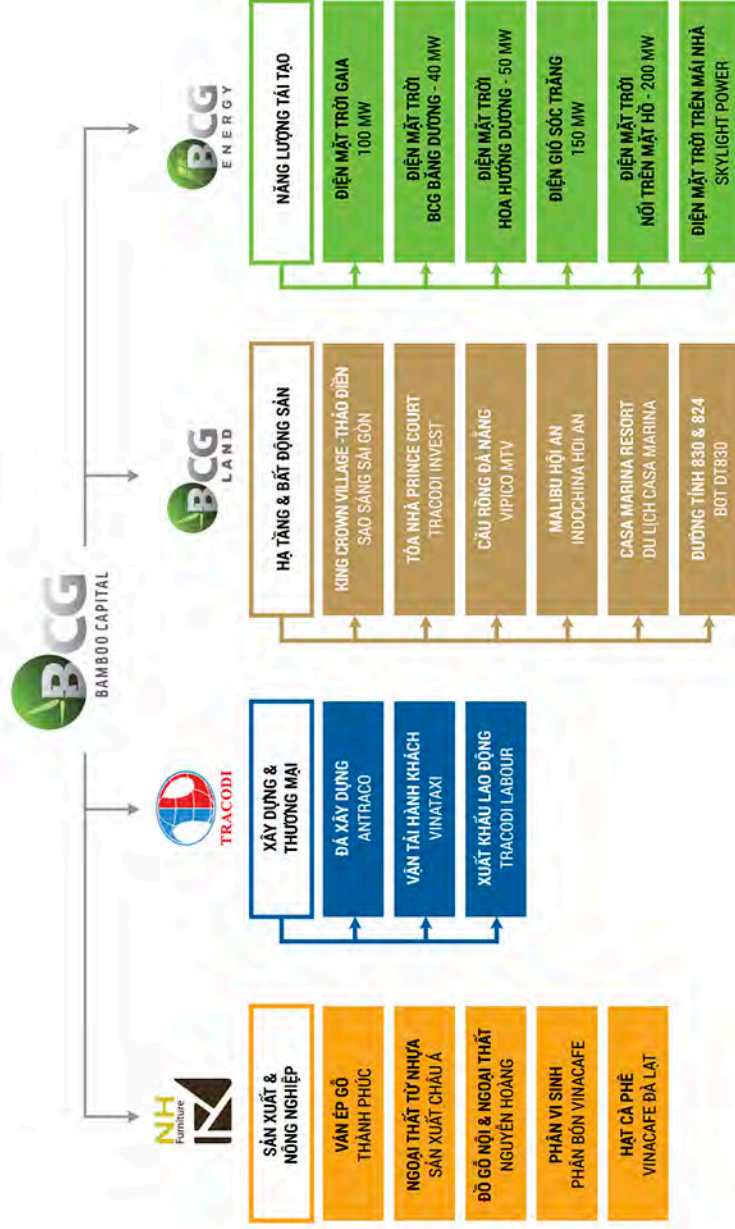 BCG
BAMBOO CAPITAL
NH
Furniture
SẢN XUẤT &
NÔNG NGHIỆP
VÁN ÉP GỖ
THÀNH PHÚC
NGOẠI THẤT TỪ NHỰA
SẢN XUẤT CHÂU Á
ĐỒ GỖ NỘI & NGOẠI THẤT
NGUYỄN HOÀNG
PHÂN VI SINH
PHÂN BÓN VINACAFE
HẠT CÀ PHÊ
VINACAFE ĐÀ LẠT
TRACODI
XÂY DỰNG &
THƯƠNG MẠI
ĐÁ XÂY DỰNG
ANTRACO
VẬN TẢI HÀNH KHÁCH
VINATAXI
XUẤT KHẨU LAO ĐỘNG
TRACODI LABOUR
BCG
LAND
HẠ TẦNG & BẤT ĐỘNG SẢN
KING CROWN VILLAGE -THẢO ĐIỀN
SAO SÁNG SÀI GÒN
TÒA NHÀ PRINCE COURT
TRACODI INVEST
CẦU RỒNG ĐÀ NẴNG
VIPICO MTV
MALIBU HỘI AN
INDOCHINA HOI AN
CASA MARINA RESORT
DU LỊCH CASA MARINA
ĐƯỜNG TỈNH 830 & 824
BOT DT830
BCG
ENERGY
NĂNG LƯỢNG TÁI TẠO
ĐIỆN MẶT TRỜI GAIA
100 MW
ĐIỆN MẶT TRỜI
BCG BĂNG DƯƠNG - 40 MW
ĐIỆN MẶT TRỜI
HOA HƯỚNG DƯƠNG - 50 MW
ĐIỆN GIÓ SÓC TRĂNG
150 MW
ĐIỆN MẶT TRỜI
NỔI TRÊN MẶT HỒ - 200 MW
ĐIỆN MẶT TRỜI TRÊN MÁI NHÀ
SKYLIGHT POWER